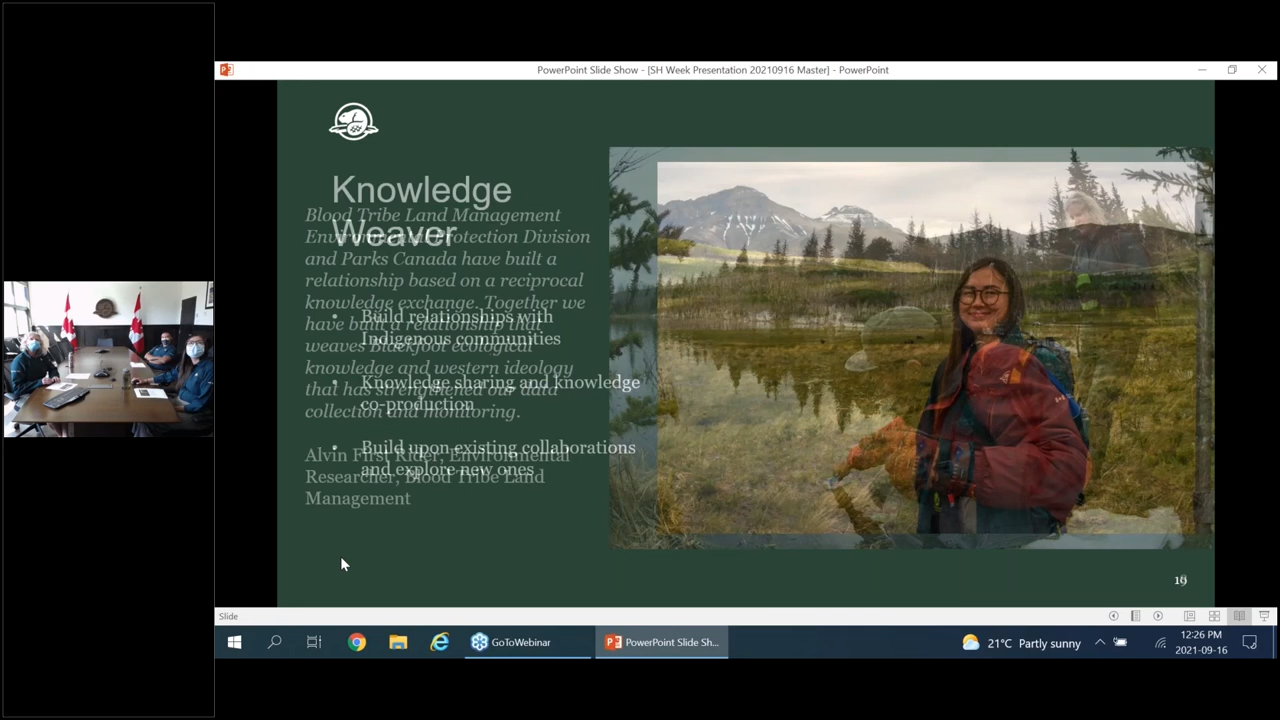 PowerPoint Slide Show - [SH Week Presentation 20210916 Master] - PowerPoint
Knowledge
Weaver
Blood Tribe Land Management
Environmental Protection Division
and Parks Canada have built a
relationship based on a reciprocal
knowledge exchange. Together we
have built a relationship that
weaves Blackfoot ecological
knowledge and western ideology
that has strengthened our data
collection and monitoring.
Alvin First Rider, Environmental
Researcher, Blood Tribe Land
Management
• Build relationships with
Indigenous communities
• Knowledge sharing and knowledge
co-production
• Build upon existing collaborations
and explore new ones
Slide
GoToWebinar
PowerPoint Slide Sh...
21°C Partly sunny
12:26 PM
2021-09-16